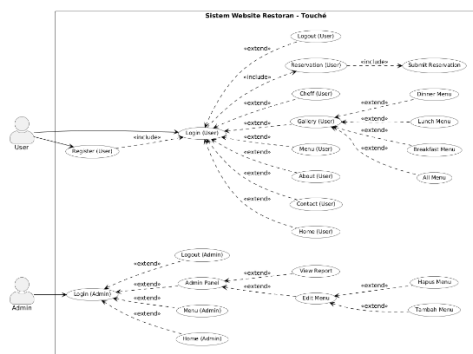 Sistem Website Restoran - Touché
Logout (User)
«extend»
Reservation (User)
«include»
Submit Reservation
«include»
Cheff (User)
Dinner Menu
«extend»
«extend»
Gallery (User)
«extend»
Lunch Menu
«extend»
User
Login (User)
«extend»
Breakfast Menu
Register (User)
«include»
«extend»
Menu (User)
«extend»
All Menu
«extend»
About (User)
«extend»
Contact (User)
«extend»
Home (User)
Logout (Admin)
«extend»
View Report
Admin Panel
«extend»
«extend»
Hapus Menu
Admin
Login (Admin)
«extend»
Edit Menu
«extend»
«extend»
Menu (Admin)
«extend»
Tambah Menu
«extend»
Home (Admin)